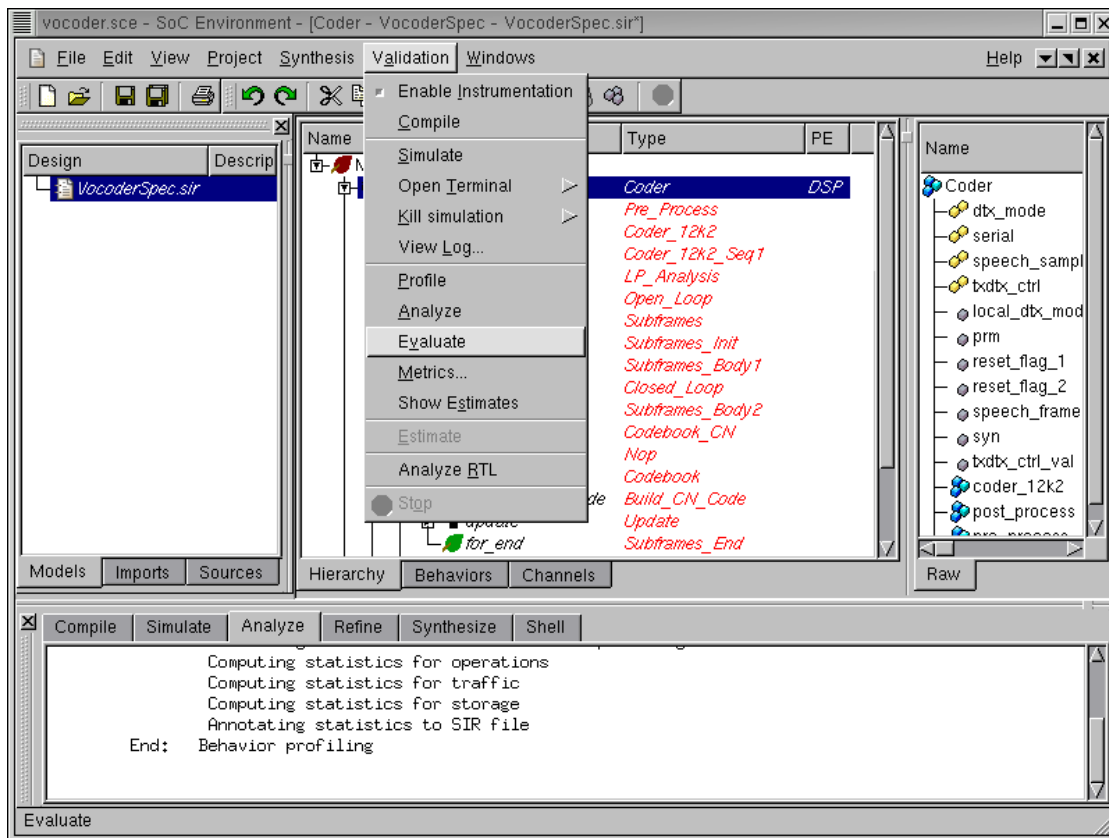 vocoder.sce - SoC Environment - [Coder - VocoderSpec - VocoderSpec.sir*]
File Edit View Project Synthesis Validation Windows Help
Enable Instrumentation
Compile
Simulate
Open Terminal
Kill simulation
View Log...
Profile
Analyze
Evaluate
Metrics...
Show Estimates
Estimate
Analyze RTL
Stop
Design Descrip
VocoderSpec.sir
Models Imports Sources
Name Type PE
Coder DSP
Pre_Process
Coder_12k2
Coder_12k2_Seq1
LP_Analysis
Open_Loop
Subframes
Subframes_Init
Subframes_Body1
Closed_Loop
Subframes_Body2
Codebook_CN
Nop
Codebook
de Build_CN_Code
update Update
for_end Subframes_End
Hierarchy Behaviors Channels
Name
Coder
dtx_mode
serial
speech_sampl
txdtx_ctrl
local_dtx_mod
prm
reset_flag_1
reset_flag_2
speech_frame
syn
txdtx_ctrl_val
coder_12k2
post_process
Raw
Compile Simulate Analyze Refine Synthesize Shell
Computing statistics for operations
Computing statistics for traffic
Computing statistics for storage
Annotating statistics to SIR file
End: Behavior profiling
Evaluate